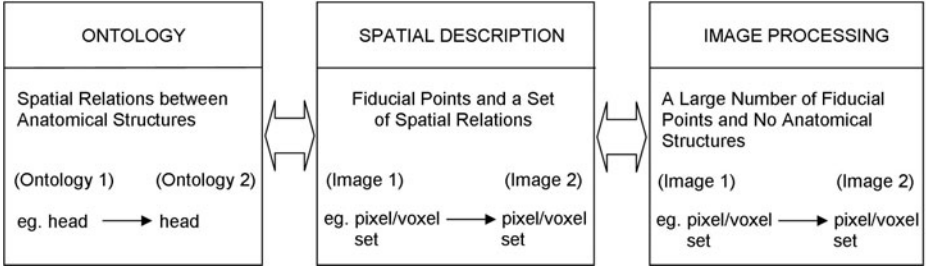 ONTOLOGY
Spatial Relations between
Anatomical Structures
(Ontology 1) (Ontology 2)
eg. head head
SPATIAL DESCRIPTION
Fiducial Points and a Set
of Spatial Relations
(Image 1) (Image 2)
eg. pixel/voxel pixel/voxel
set set
IMAGE PROCESSING
A Large Number of Fiducial
Points and No Anatomical
Structures
(Image 1) (Image 2)
eg. pixel/voxel pixel/voxel
set set